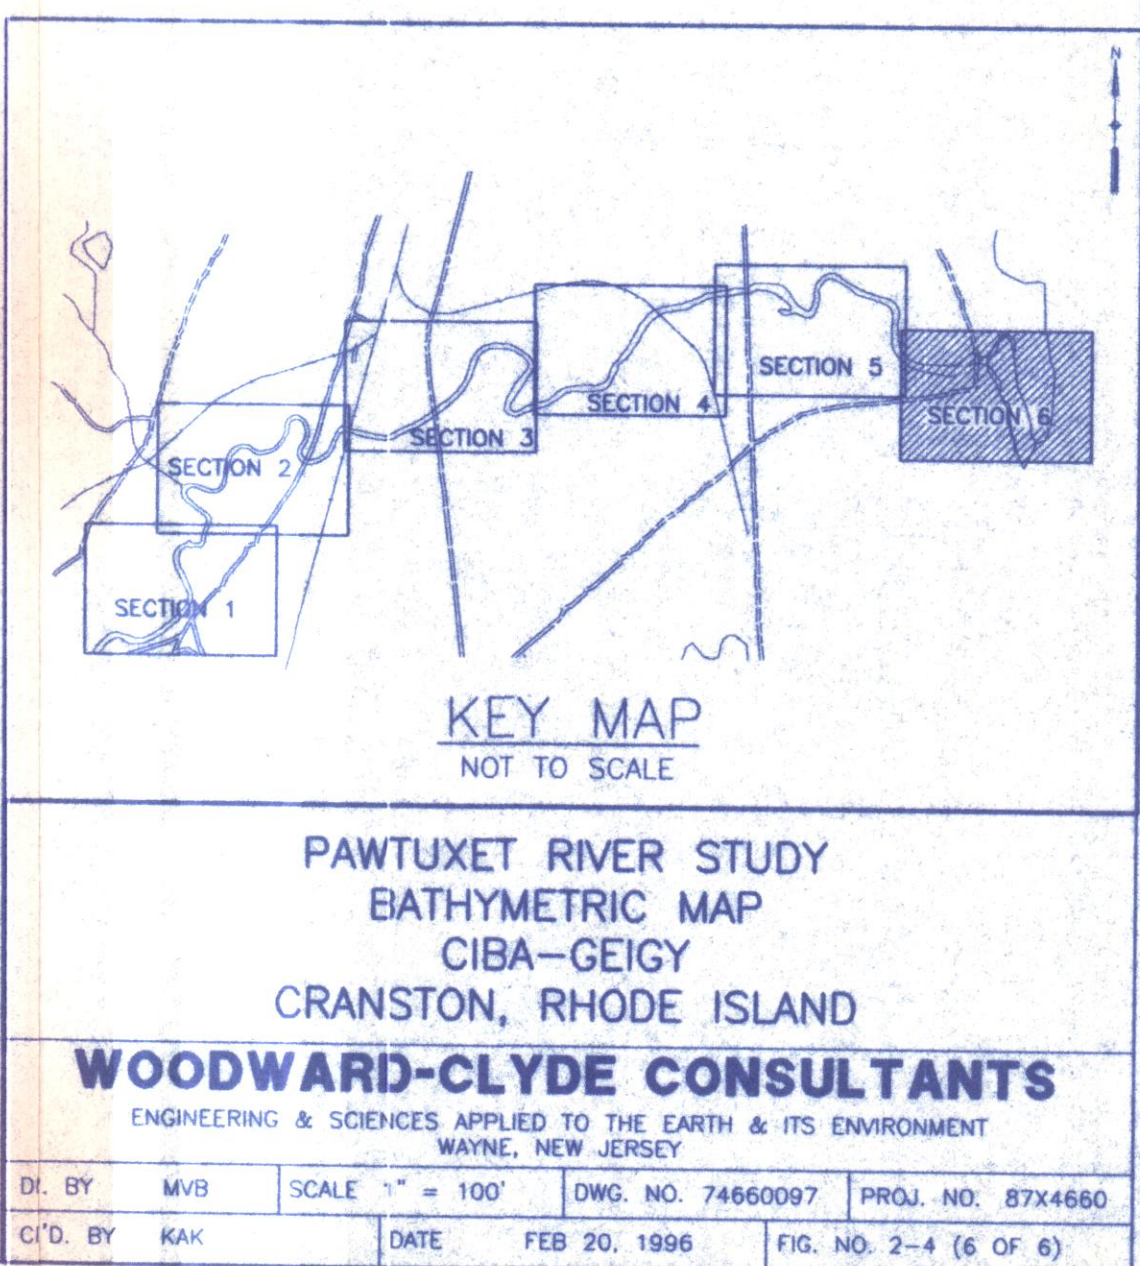 N
SECTION 5
SECTION 4
SECTION 6
SECTION 3
SECTION 2
SECTION 1
KEY MAP
NOT TO SCALE
PAWTUXET RIVER STUDY
BATHYMETRIC MAP
CIBA-GEIGY
CRANSTON, RHODE ISLAND
WOODWARD-CLYDE CONSULTANTS
ENGINEERING & SCIENCES APPLIED TO THE EARTH & ITS ENVIRONMENT
WAYNE, NEW JERSEY
DR. BY MVB SCALE 1" = 100' DWG. NO. 74660097 PROJ. NO. 87X4660
CK'D. BY KAK DATE FEB 20, 1996 FIG. NO. 2-4 (6 OF 6)